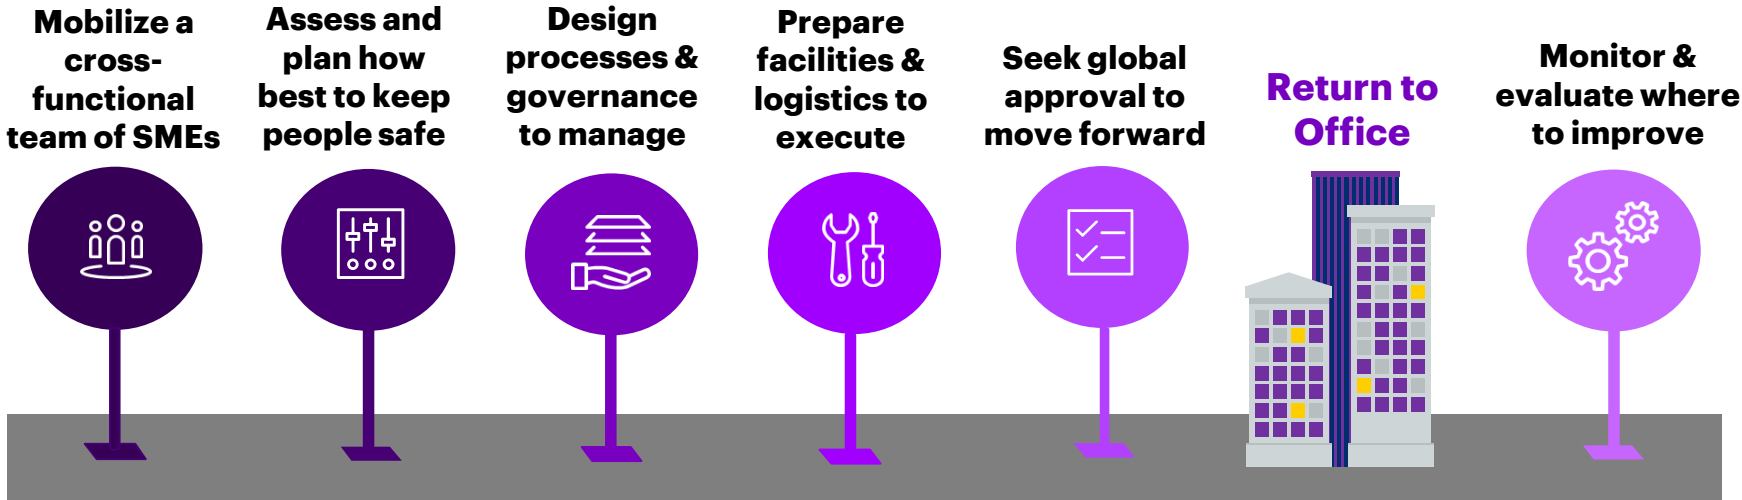 Mobilize a
cross-
functional
team of SMEs
Assess and
plan how
best to keep
people safe
Design
processes &
governance
to manage
Prepare
facilities &
logistics to
execute
Seek global
approval to
move forward
Return to
Office
Monitor &
evaluate where
to improve